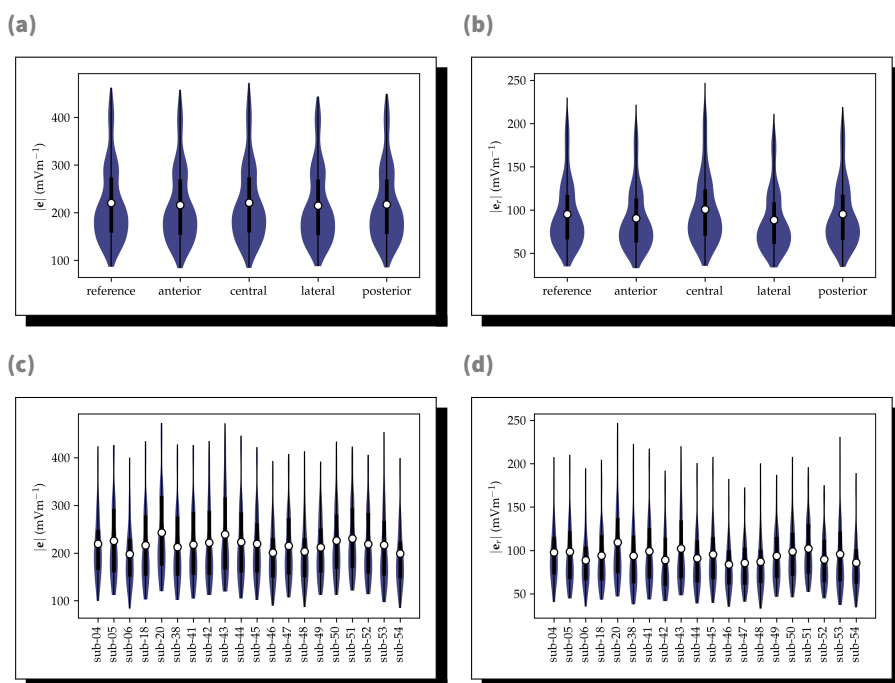 (a)
400
300
200
100
|e| (mVm⁻¹)
reference anterior central lateral posterior
(b)
250
200
150
100
50
|eᵣ| (mVm⁻¹)
reference anterior central lateral posterior
(c)
400
300
200
100
|e| (mVm⁻¹)
sub-04 sub-05 sub-06 sub-18 sub-20 sub-38 sub-41 sub-42 sub-43 sub-44 sub-45 sub-46 sub-47 sub-48 sub-49 sub-50 sub-51 sub-52 sub-53 sub-54
(d)
250
200
150
100
50
|eᵣ| (mVm⁻¹)
sub-04 sub-05 sub-06 sub-18 sub-20 sub-38 sub-41 sub-42 sub-43 sub-44 sub-45 sub-46 sub-47 sub-48 sub-49 sub-50 sub-51 sub-52 sub-53 sub-54